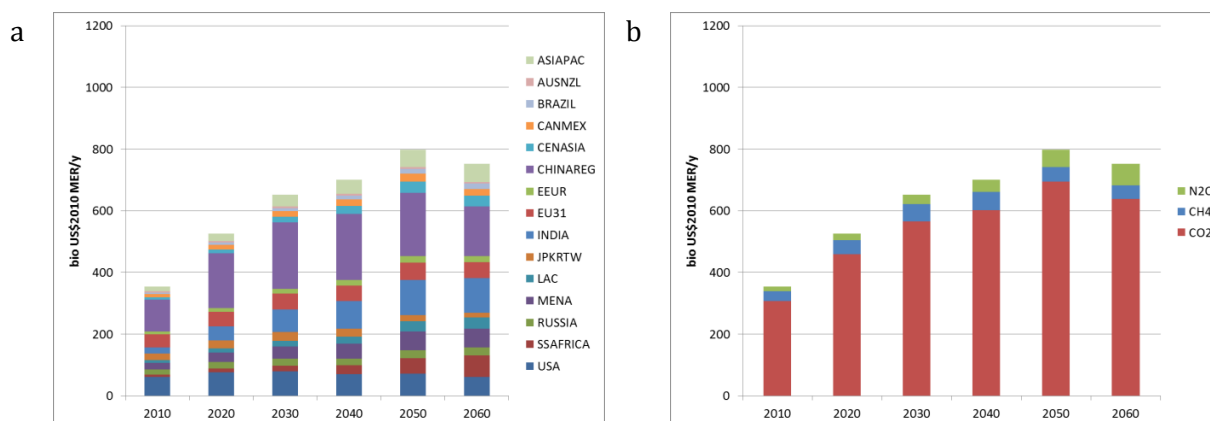 a
1200
1000
800
600
400
200
0
bio US$2010 MER/y
2010 2020 2030 2040 2050 2060
ASIAPAC
AUSNZL
BRAZIL
CANMEX
CENASIA
CHINAREG
EEUR
EU31
INDIA
JPKRTW
LAC
MENA
RUSSIA
SSAFRICA
USA
b
1200
1000
800
600
400
200
0
bio US$2010 MER/y
2010 2020 2030 2040 2050 2060
N2O
CH4
CO2